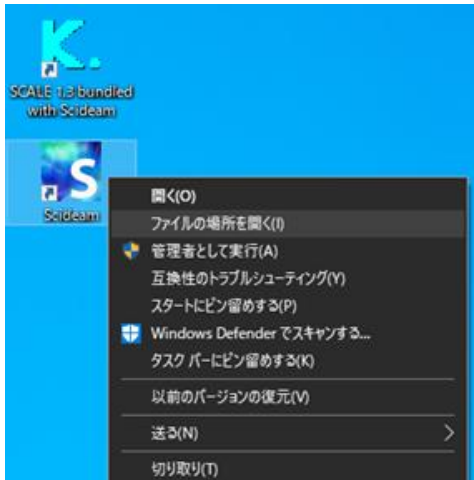 K.
SCALE 1.3 bundled
with Scideam
S
Scideam
開く(O)
ファイルの場所を開く(I)
管理者として実行(A)
互換性のトラブルシューティング(Y)
スタートにピン留めする(P)
Windows Defender でスキャンする...
タスク バーにピン留めする(K)
以前のバージョンの復元(V)
送る(N)
切り取り(T)